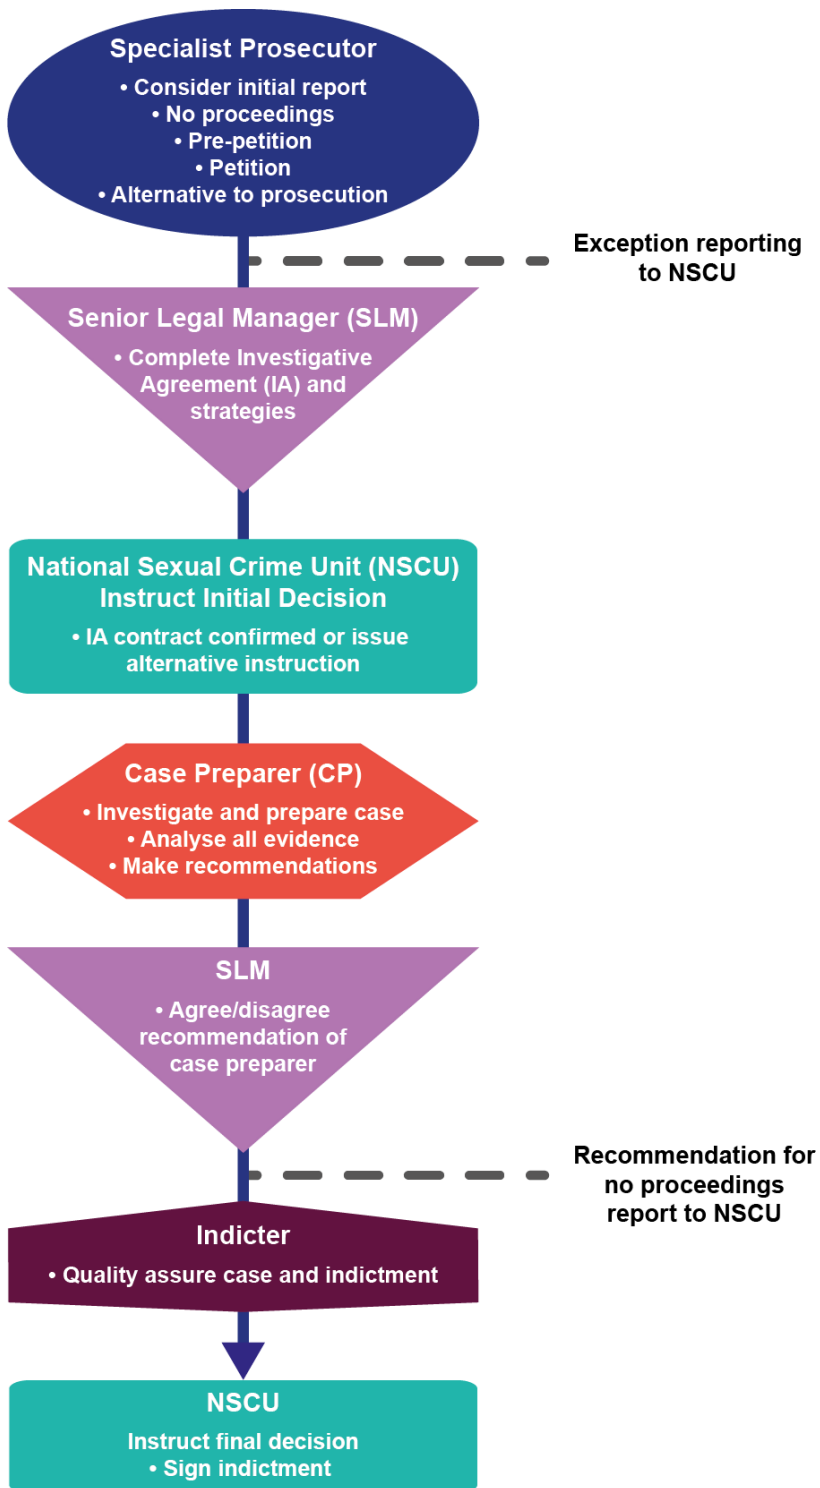 Specialist Prosecutor
• Consider initial report
• No proceedings
• Pre-petition
• Petition
• Alternative to prosecution
Exception reporting
to NSCU
Senior Legal Manager (SLM)
• Complete Investigative
Agreement (IA) and
strategies
National Sexual Crime Unit (NSCU)
Instruct Initial Decision
• IA contract confirmed or issue
alternative instruction
Case Preparer (CP)
• Investigate and prepare case
• Analyse all evidence
• Make recommendations
SLM
• Agree/disagree
recommendation of
case preparer
Recommendation for
no proceedings
report to NSCU
Indicter
• Quality assure case and indictment
NSCU
Instruct final decision
• Sign indictment